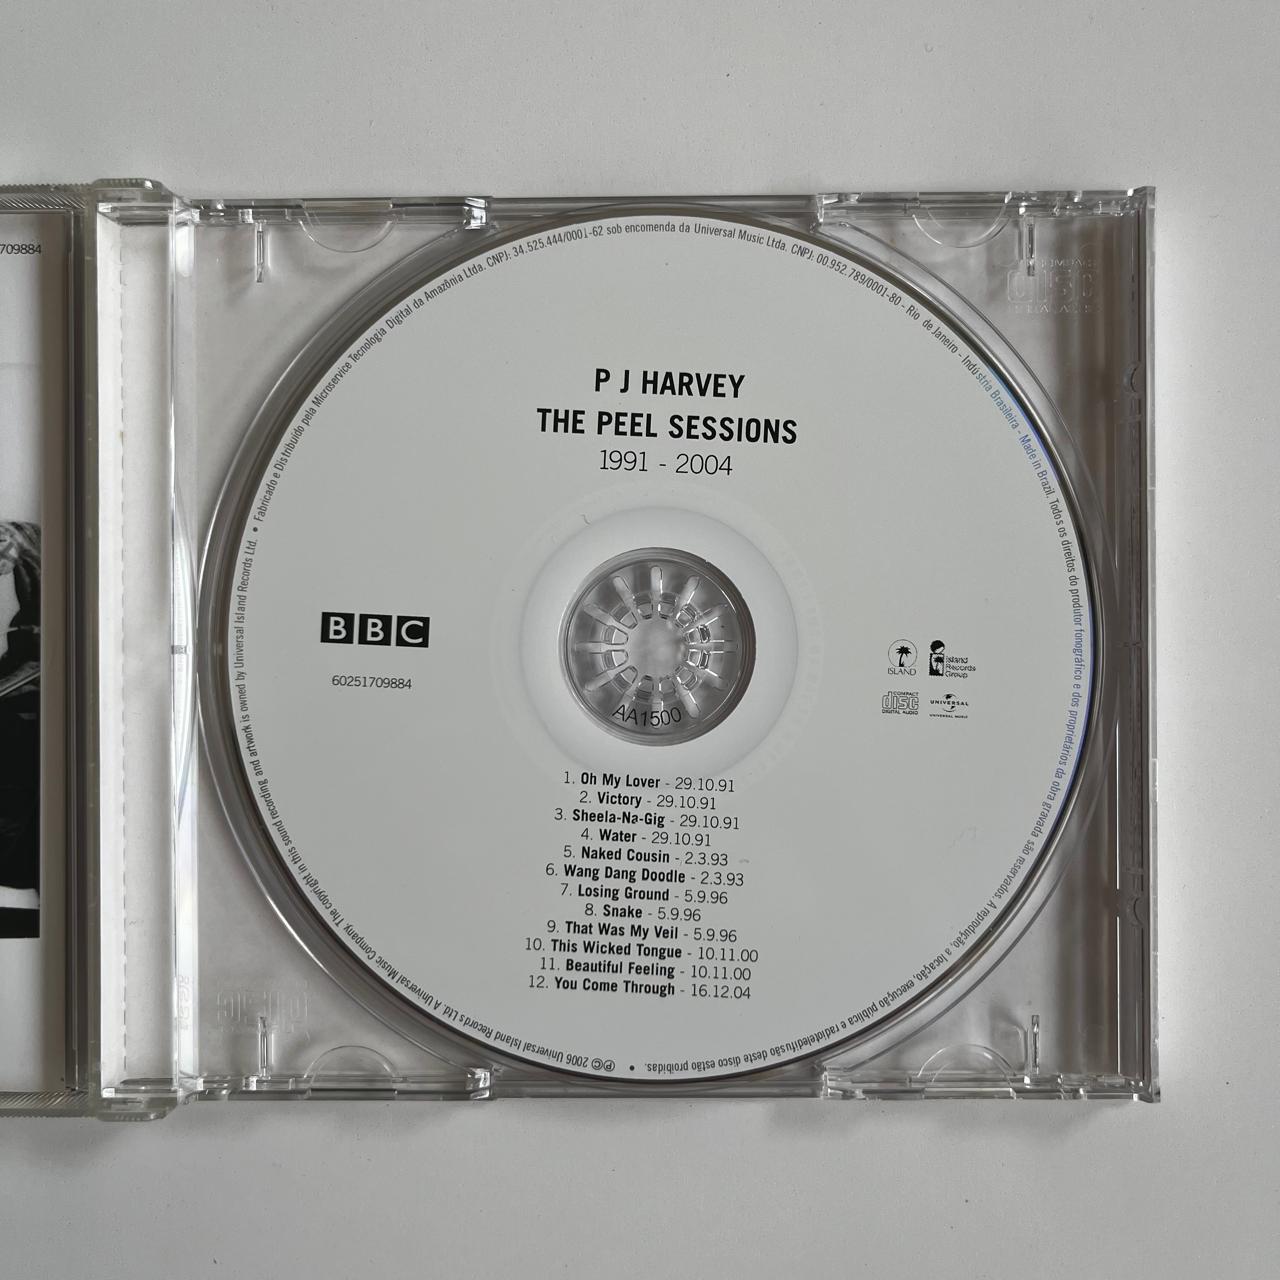 709884
P J HARVEY
THE PEEL SESSIONS
1991 - 2004
BBC
60251709884
ISLAND
Island
Records
Group
COMPACT
disc
DIGITAL AUDIO
UNIVERSAL
UNIVERSAL MUSIC
AA1500
1. Oh My Lover - 29.10.91
2. Victory - 29.10.91
3. Sheela-Na-Gig - 29.10.91
4. Water - 29.10.91
5. Naked Cousin - 2.3.93
6. Wang Dang Doodle - 2.3.93
7. Losing Ground - 5.9.96
8. Snake - 5.9.96
9. That Was My Veil - 5.9.96
10. This Wicked Tongue - 10.11.00
11. Beautiful Feeling - 10.11.00
12. You Come Through - 16.12.04
℗© 2006 Universal Island Records Ltd. A Universal Music Company. The copyright in this sound recording and artwork is owned by Universal Island Records Ltd. • Fabricado e Distribuído pela Microservice Tecnologia Digital da Amazônia Ltda. CNPJ: 34.525.444/0001-62 sob encomenda da Universal Music Ltda. CNPJ: 00.952.789/0001-80 - Rio de Janeiro - Indústria Brasileira - Made in Brazil. Todos os direitos do produtor fonográfico e dos proprietários da obra gravada são reservados. A reprodução, a locação, execução pública e radioteledifusão deste disco estão proibidas. •
COMPACT
disc